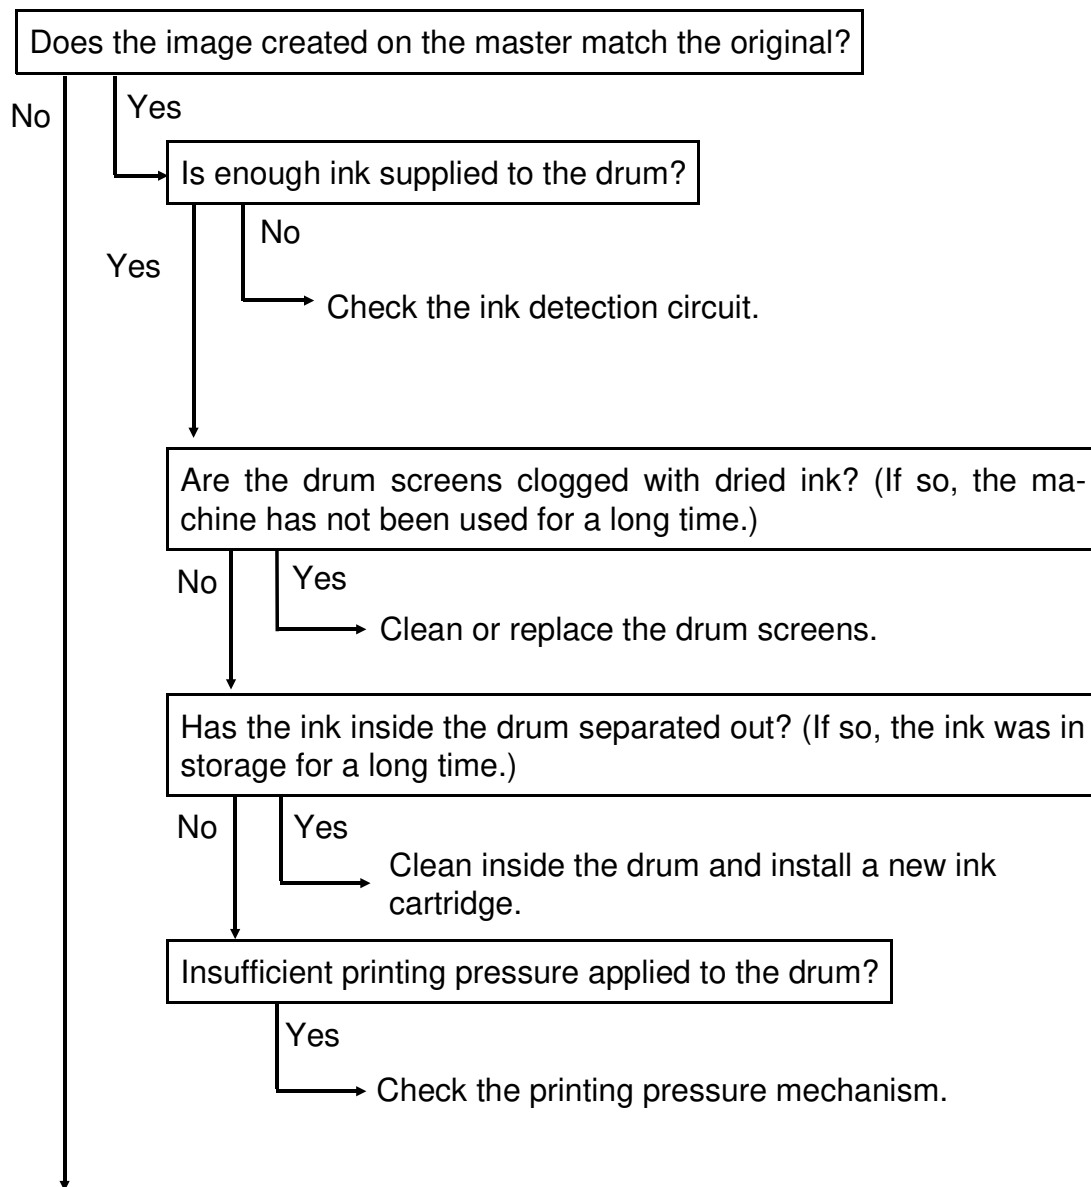 Does the image created on the master match the original?
No
Yes
Is enough ink supplied to the drum?
No
Yes
Check the ink detection circuit.
Are the drum screens clogged with dried ink? (If so, the ma-
chine has not been used for a long time.)
No
Yes
Clean or replace the drum screens.
Has the ink inside the drum separated out? (If so, the ink was in
storage for a long time.)
No
Yes
Clean inside the drum and install a new ink
cartridge.
Insufficient printing pressure applied to the drum?
Yes
Check the printing pressure mechanism.